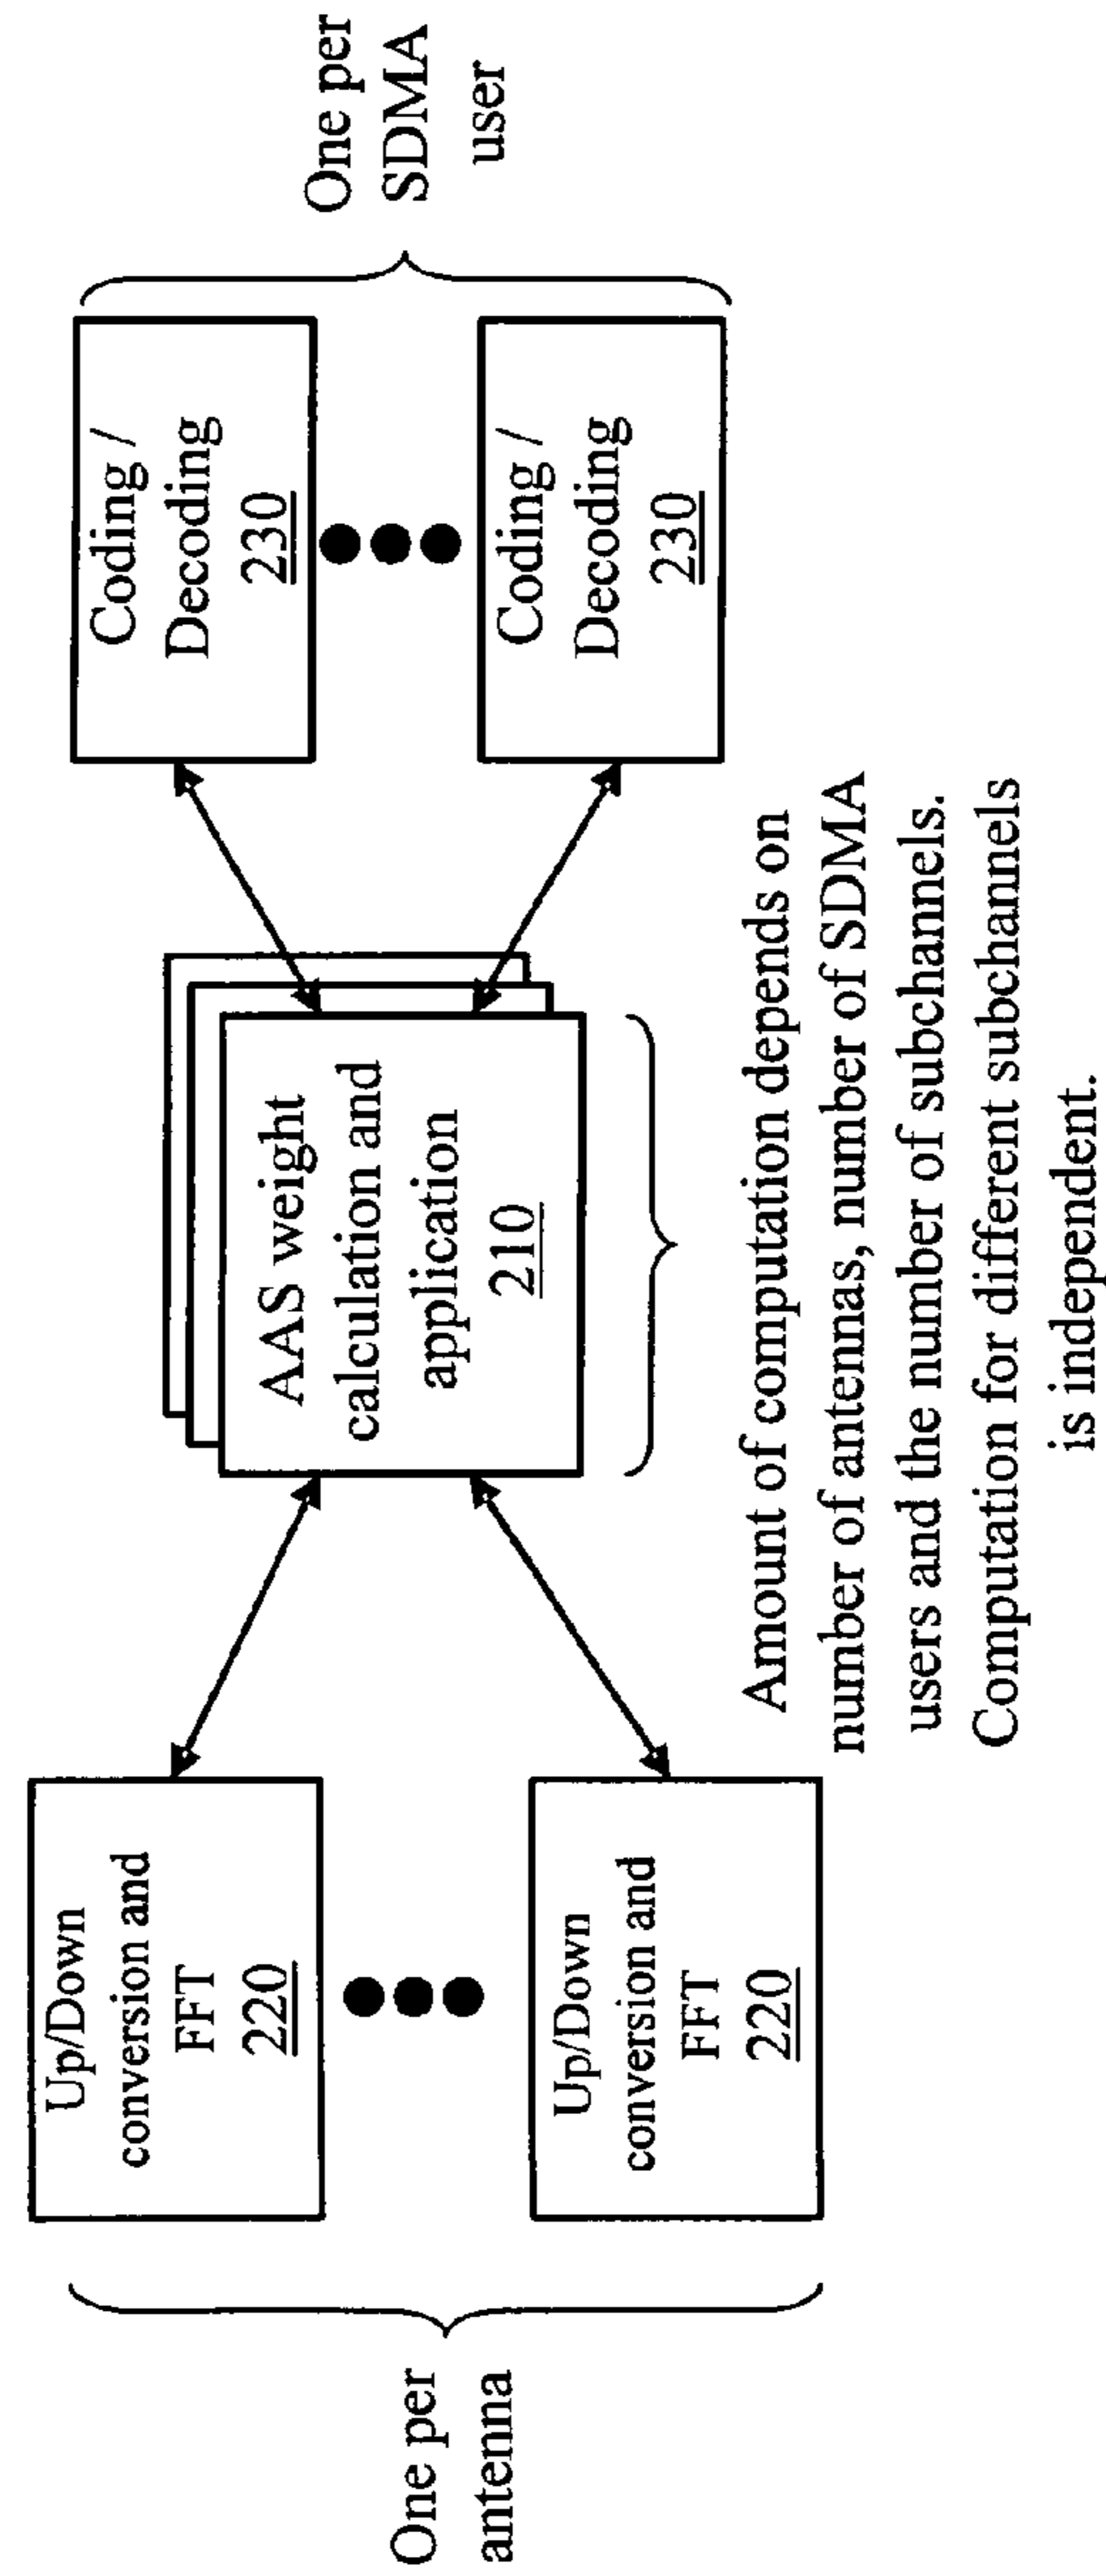 One per
antenna
Up/Down
conversion and
FFT
220
Up/Down
conversion and
FFT
220
AAS weight
calculation and
application
210
Amount of computation depends on
number of antennas, number of SDMA
users and the number of subchannels.
Computation for different subchannels
is independent.
Coding /
Decoding
230
Coding /
Decoding
230
One per
SDMA
user